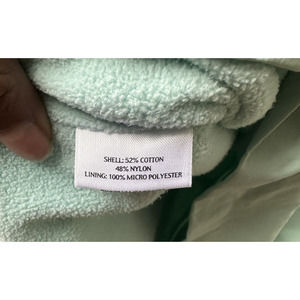 SHELL: 52% COTTON
48% NYLON
LINING: 100% MICRO POLYESTER